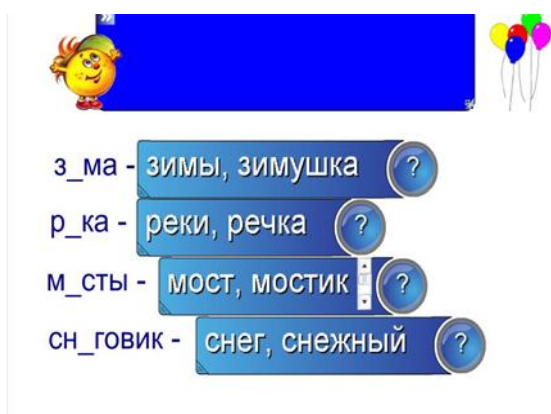 з_ма - зимы, зимушка ?
р_ка - реки, речка ?
м_сты - мост, мостик ?
сн_говик - снег, снежный ?